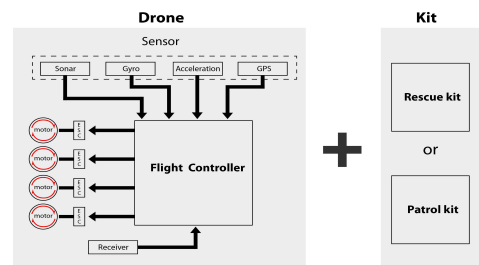 Drone
Kit
Sensor
Sonar
Gyro
Acceleration
GPS
motor
ESC
motor
ESC
motor
ESC
motor
ESC
Flight Controller
Receiver
Rescue kit
or
Patrol kit